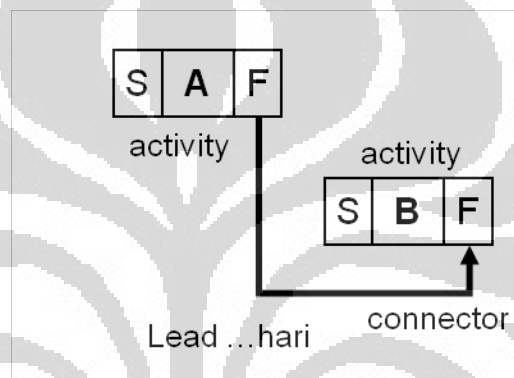 S A F
activity
activity
S B F
connector
Lead ...hari